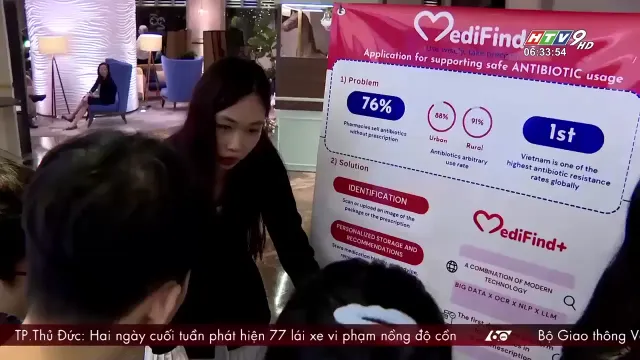 HTV9 HD
06:33:54
MediFind+
Application for supporting safe ANTIBIOTIC usage
1) Problem
76%
Pharmacies sell antibiotics
without prescription
88%
Urban
91%
Rural
Antibiotics arbitrary
use rate
1st
Vietnam is one of the
highest antibiotic resistance
rates globally
2) Solution
IDENTIFICATION
Scan or upload an image of the
package or the prescription
PERSONALIZED STORAGE AND
RECOMMENDATIONS
MediFind+
A COMBINATION OF MODERN
TECHNOLOGY
BIG DATA x OCR x NLP x LLM
The first
TP.Thủ Đức: Hai ngày cuối tuần phát hiện 77 lái xe vi phạm nồng độ cồn
60
Bộ Giao thông